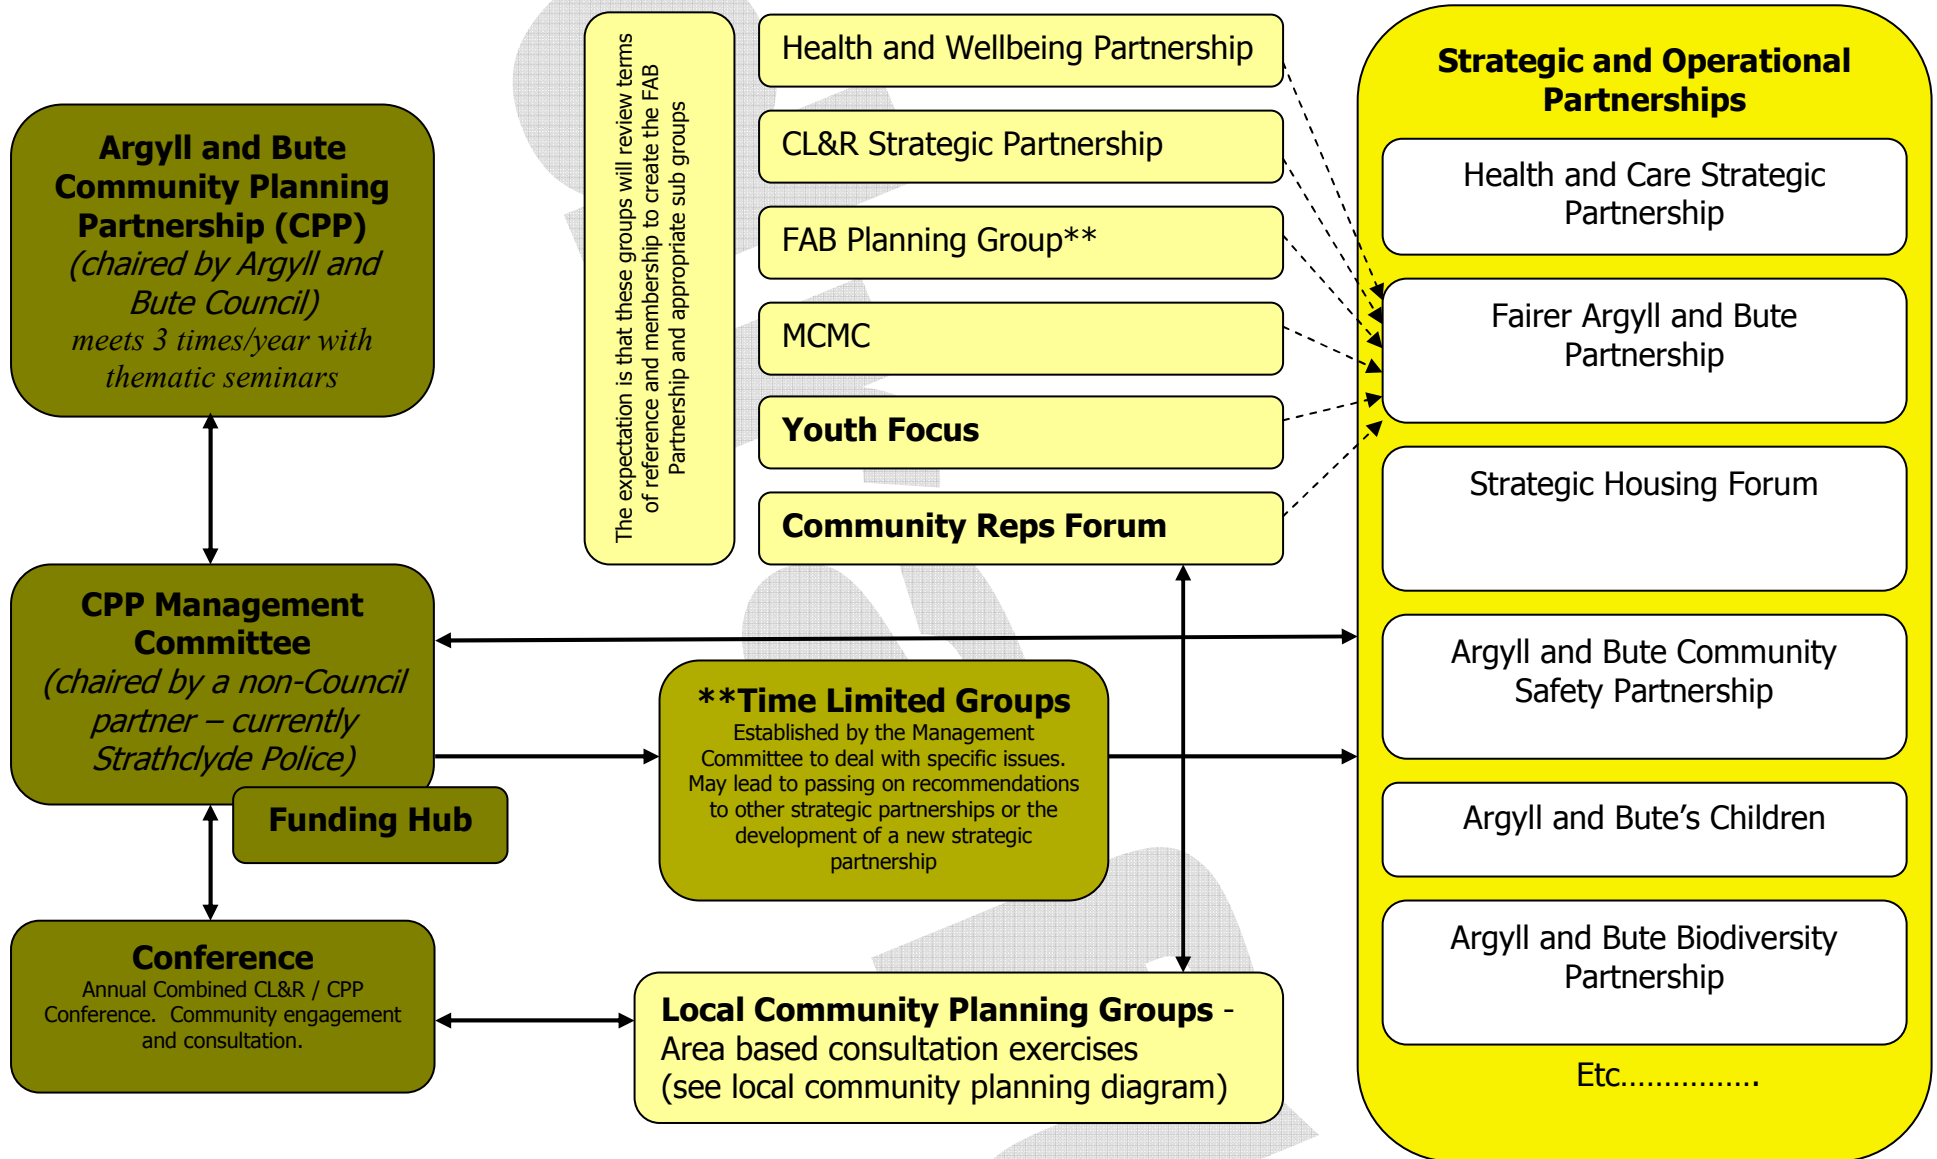 Argyll and Bute
Community Planning
Partnership (CPP)
(chaired by Argyll and
Bute Council)
meets 3 times/year with
thematic seminars
CPP Management
Committee
(chaired by a non-Council
partner – currently
Strathclyde Police)
Funding Hub
Conference
Annual Combined CL&R / CPP
Conference. Community engagement
and consultation.
The expectation is that these groups will review terms
of reference and membership to create the FAB
Partnership and appropriate sub groups
Health and Wellbeing Partnership
CL&R Strategic Partnership
FAB Planning Group**
MCMC
Youth Focus
Community Reps Forum
**Time Limited Groups
Established by the Management
Committee to deal with specific issues.
May lead to passing on recommendations
to other strategic partnerships or the
development of a new strategic
partnership
Local Community Planning Groups -
Area based consultation exercises
(see local community planning diagram)
Strategic and Operational
Partnerships
Health and Care Strategic
Partnership
Fairer Argyll and Bute
Partnership
Strategic Housing Forum
Argyll and Bute Community
Safety Partnership
Argyll and Bute’s Children
Argyll and Bute Biodiversity
Partnership
Etc…………….